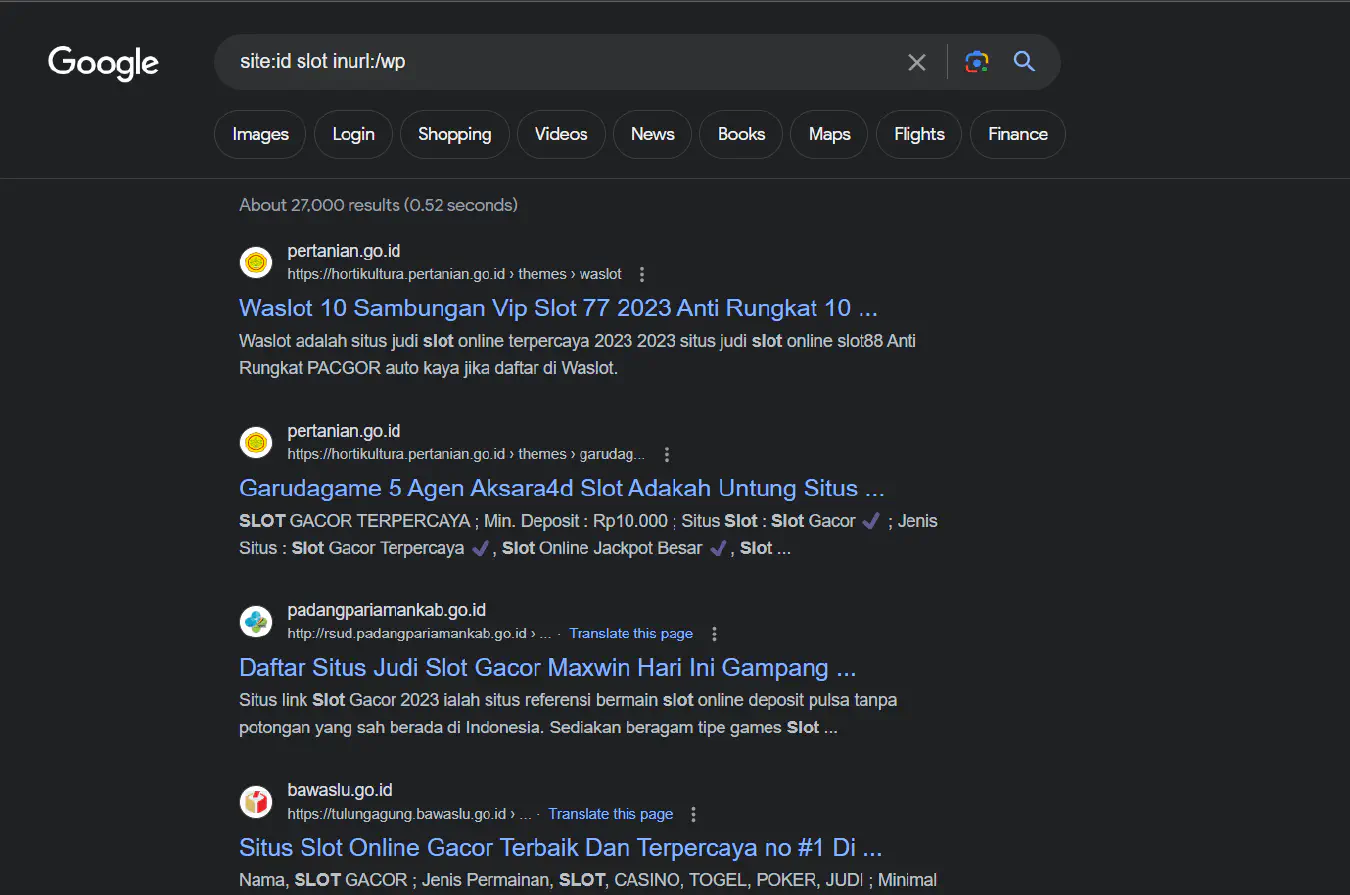 Google
site:id slot inurl:/wp
Images Login Shopping Videos News Books Maps Flights Finance
About 27,000 results (0.52 seconds)
pertanian.go.id
https://hortikultura.pertanian.go.id › themes › waslot
Waslot 10 Sambungan Vip Slot 77 2023 Anti Rungkat 10 ...
Waslot adalah situs judi slot online terpercaya 2023 2023 situs judi slot online slot88 Anti
Rungkat PACGOR auto kaya jika daftar di Waslot.
pertanian.go.id
https://hortikultura.pertanian.go.id › themes › garudag...
Garudagame 5 Agen Aksara4d Slot Adakah Untung Situs ...
SLOT GACOR TERPERCAYA ; Min. Deposit : Rp10.000 ; Situs Slot : Slot Gacor ✔ ; Jenis
Situs : Slot Gacor Terpercaya ✔, Slot Online Jackpot Besar ✔, Slot ...
padangpariamankab.go.id
http://rsud.padangpariamankab.go.id › ... · Translate this page
Daftar Situs Judi Slot Gacor Maxwin Hari Ini Gampang ...
Situs link Slot Gacor 2023 ialah situs referensi bermain slot online deposit pulsa tanpa
potongan yang sah berada di Indonesia. Sediakan beragam tipe games Slot ...
bawaslu.go.id
https://tulungagung.bawaslu.go.id › ... · Translate this page
Situs Slot Online Gacor Terbaik Dan Terpercaya no #1 Di ...
Nama, SLOT GACOR ; Jenis Permainan, SLOT, CASINO, TOGEL, POKER, JUDI ; Minimal